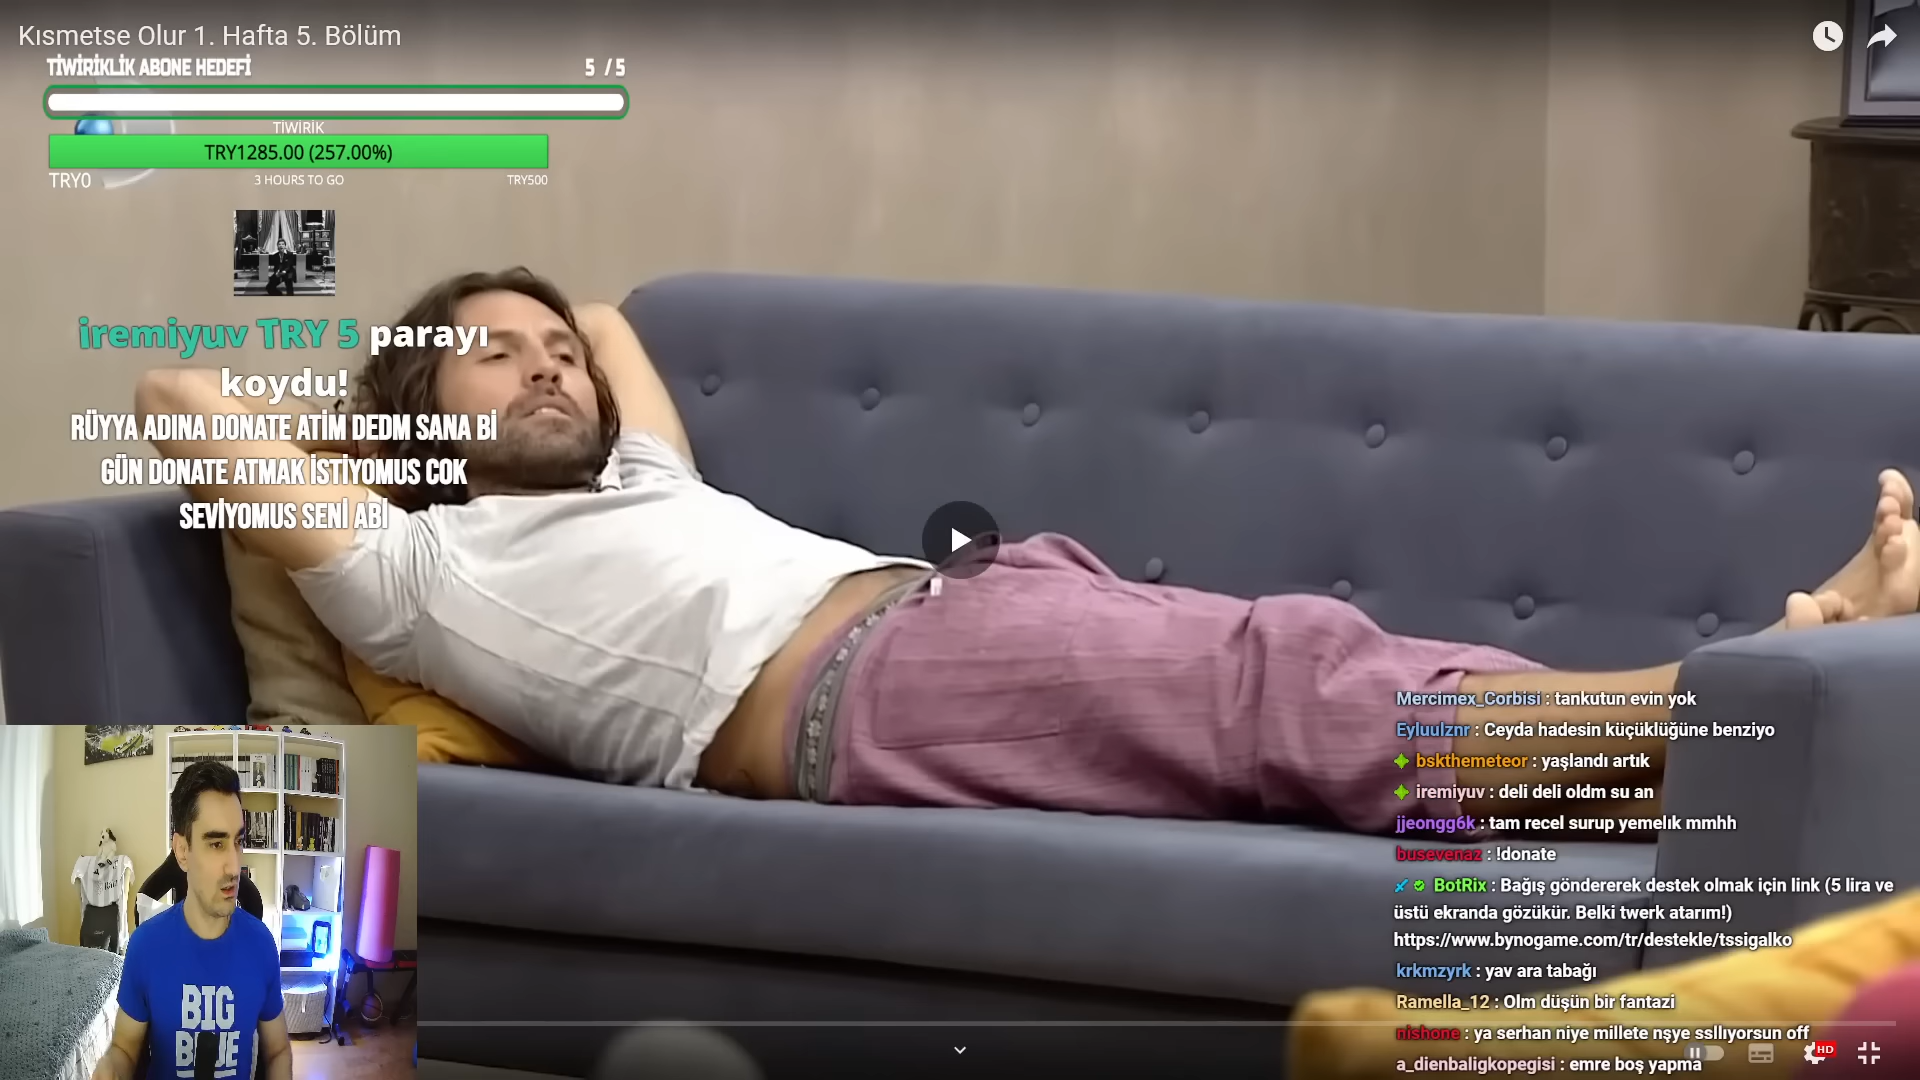 Kısmetse Olur 1. Hafta 5. Bölüm
TİWİRİKLİK ABONE HEDEFİ 5 / 5
TİWİRİK
TRY1285.00 (257.00%)
TRY0 3 HOURS TO GO TRY500
iremiyuv TRY 5 parayı
koydu!
RÜYYA ADINA DONATE ATİM DEDM SANA Bİ
GÜN DONATE ATMAK İSTİYOMUS COK
SEVİYOMUS SENİ ABİ
Mercimex_Corbisi : tankutun evin yok
Eyluulznr : Ceyda hadesin küçüklüğüne benziyo
bskthemeteor : yaşlandı artık
iremiyuv : deli deli oldm su an
jjeongg6k : tam recel surup yemelık mmhh
busevenaz : !donate
BotRix : Bağış göndererek destek olmak için link (5 lira ve
üstü ekranda gözükür. Belki twerk atarım!)
https://www.bynogame.com/tr/destekle/tssigalko
krkmzyrk : yav ara tabağı
Ramella_12 : Olm düşün bir fantazi
nishone : ya serhan niye millete nşye ssllıyorsun off
HD
a_dienbaligkopegisi : emre boş yapma
BIG
BLUE